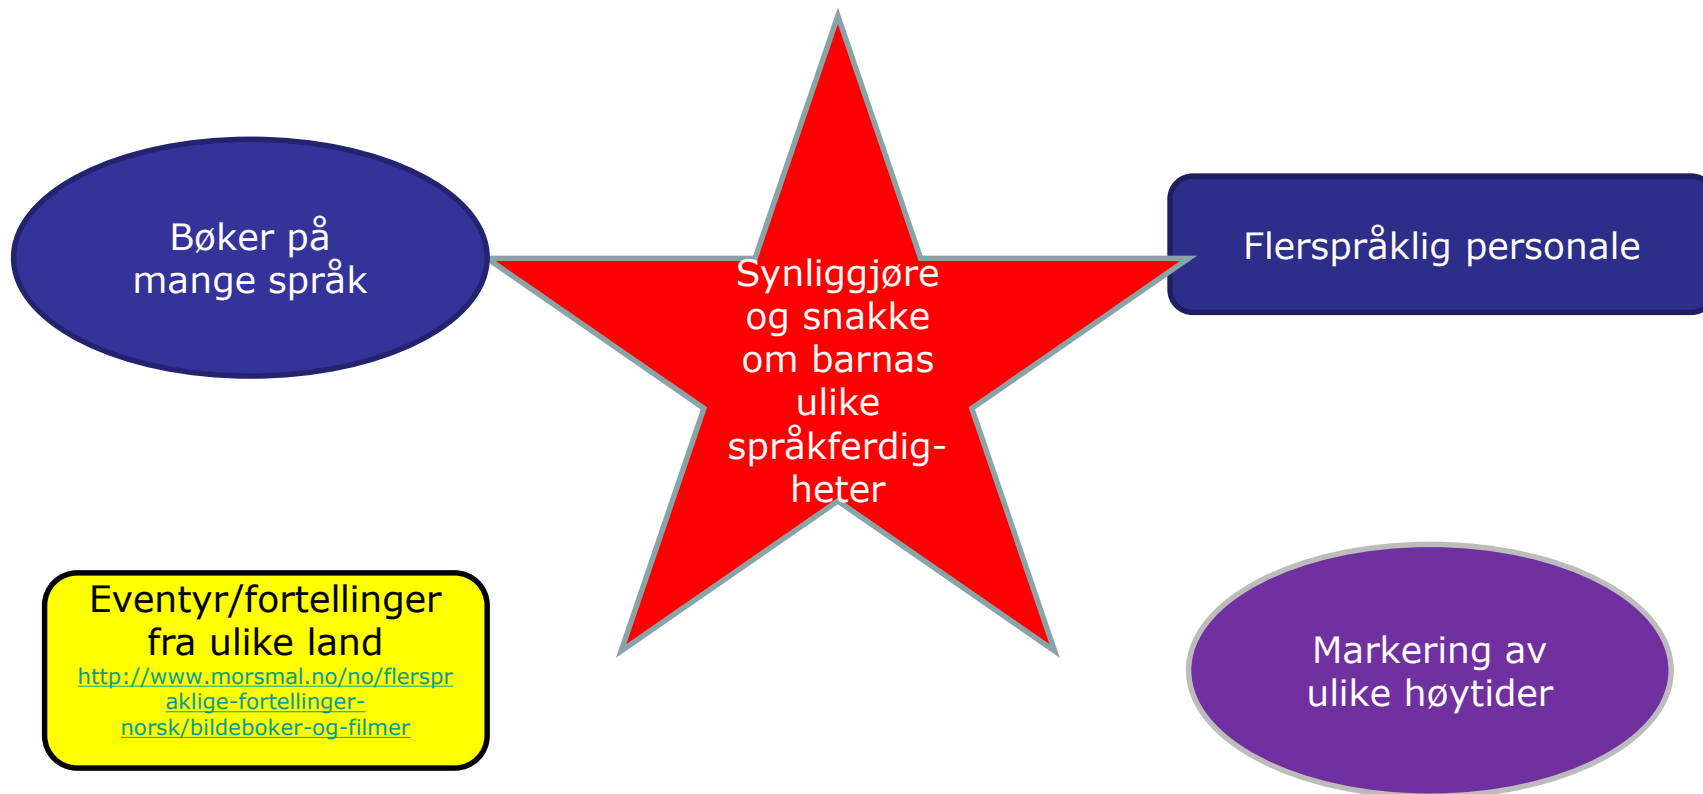 Bøker på
mange språk
Synliggjøre
og snakke
om barnas
ulike
språkferdig-
heter
Flerspråklig personale
Eventyr/fortellinger
fra ulike land
http://www.morsmal.no/no/flerspr
aklige-fortellinger-
norsk/bildeboker-og-filmer
Markering av
ulike høytider